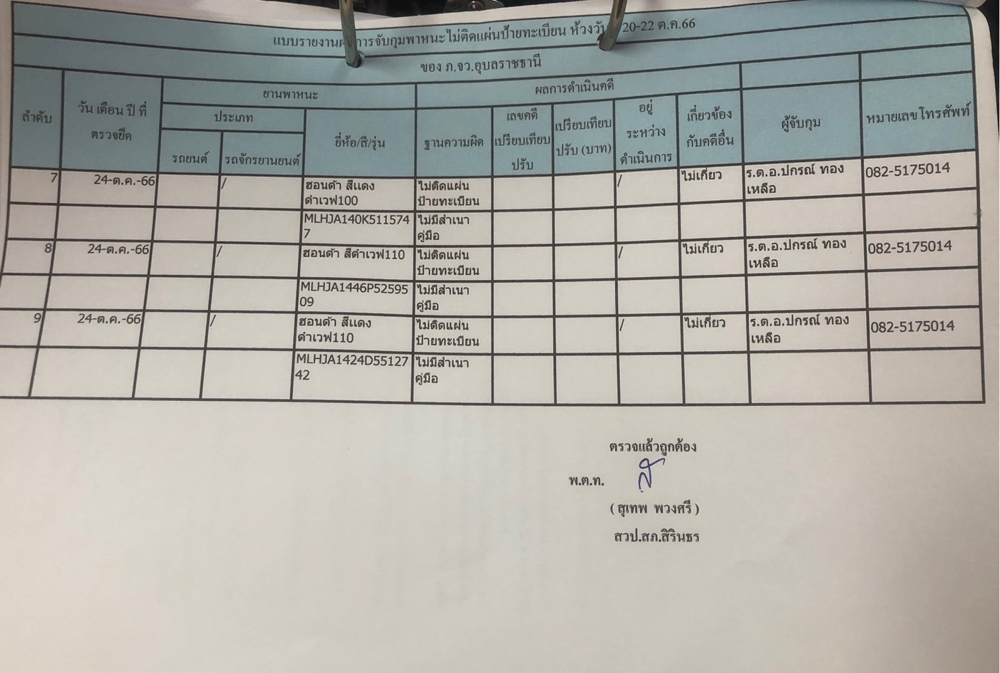 แบบรายงานผลการจับกุมพาหนะไม่ติดแผ่นป้ายทะเบียน ห้วงวันที่ 20-22 ต.ค.66
ของ ภ.จว.อุบลราชธานี
ลำดับ
วัน เดือน ปี ที่
ตรวจยึด
ยานพาหนะ
ประเภท
รถยนต์
รถจักรยานยนต์
ยี่ห้อ/สี/รุ่น
ผลการดำเนินคดี
ฐานความผิด
เลขคดี
เปรียบเทียบ
ปรับ
เปรียบเทียบ
ปรับ (บาท)
อยู่
ระหว่าง
ดำเนินการ
เกี่ยวข้อง
กับคดีอื่น
ผู้จับกุม
หมายเลขโทรศัพท์
7 24-ต.ค.-66 / ฮอนด้า สีแดง ไม่ติดแผ่น / ไม่เกี่ยว ร.ต.อ.ปกรณ์ ทอง 082-5175014
ดำเวฟ100 ป้ายทะเบียน เหลือ
MLHJA140K511574 ไม่มีสำเนา
7 คู่มือ
8 24-ต.ค.-66 / ฮอนด้า สีดำเวฟ110 ไม่ติดแผ่น / ไม่เกี่ยว ร.ต.อ.ปกรณ์ ทอง 082-5175014
ป้ายทะเบียน เหลือ
MLHJA1446P52595 ไม่มีสำเนา
09 คู่มือ
9 24-ต.ค.-66 / ฮอนด้า สีแดง ไม่ติดแผ่น / ไม่เกี่ยว ร.ต.อ.ปกรณ์ ทอง 082-5175014
ดำเวฟ110 ป้ายทะเบียน เหลือ
MLHJA1424D55127 ไม่มีสำเนา
42 คู่มือ
ตรวจแล้วถูกต้อง
พ.ต.ท.
( สุเทพ พวงศรี )
สวป.สภ.สิรินธร